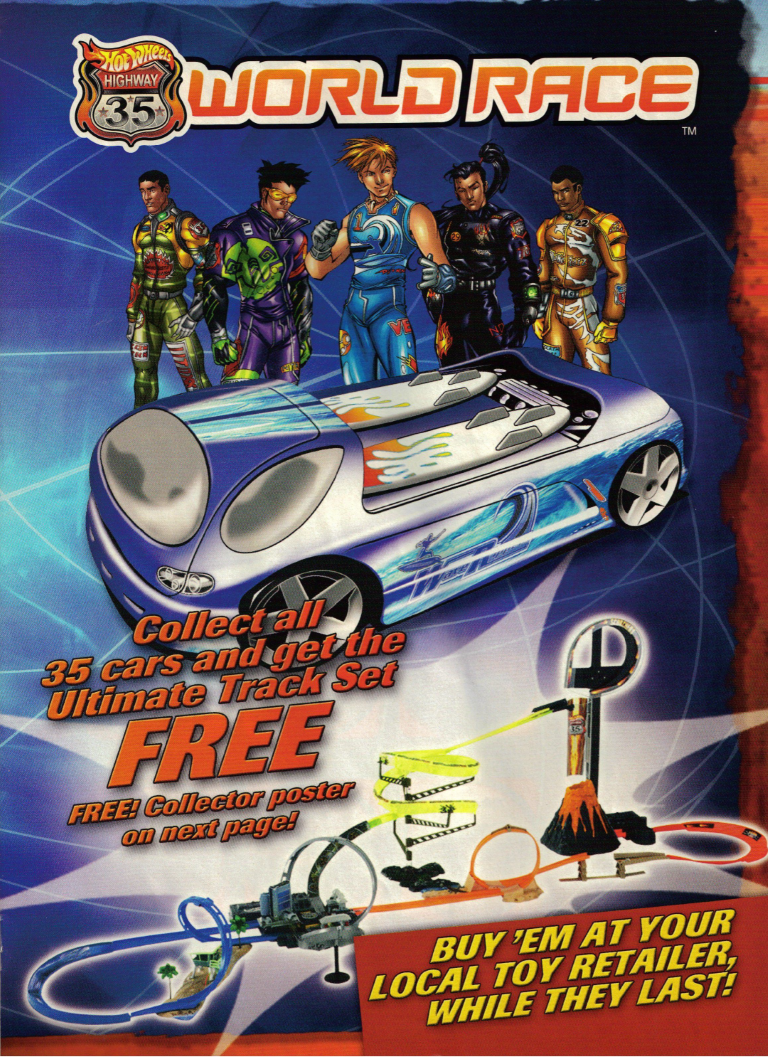 Hot Wheels
HIGHWAY
35
WORLD RACE
TM
22
Collect all
35 cars and get the
Ultimate Track Set
FREE
FREE! Collector poster
on next page!
BUY 'EM AT YOUR
LOCAL TOY RETAILER,
WHILE THEY LAST!